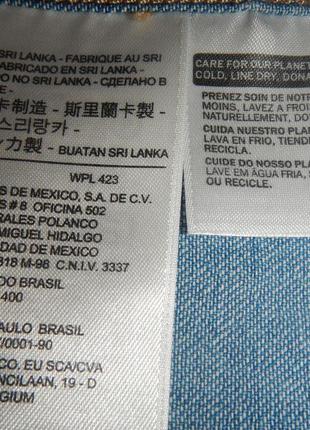 SRI LANKA - FABRIQUE AU SRI
FABRICADO EN SRI LANKA -
O NO SRI LANKA - СДЕЛАНО В
卡制造 - 斯里蘭卡製
스리랑카 -
カ製 - BUATAN SRI LANKA
WPL 423
S DE MEXICO, S.A. DE C.V.
S # 8 OFICINA 502
RALES POLANCO
MIGUEL HIDALGO
DAD DE MEXICO
818 M-98 C.N.I.V. 3337
DO BRASIL
400
AULO BRASIL
/0001-90
CO. EU SCA/CVA
NCILAAN, 19 - D
GIUM
CARE FOR OUR PLANET
COLD, LINE DRY, DONA
PRENEZ SOIN DE NOTR
MOINS, LAVEZ A FROI
NATURELLEMENT, DO
CUIDA NUESTRO PLA
LAVA EN FRIO, TIEND
RECICLA.
CUIDE DO NOSSO PLA
LAVE EM ÁGUA FRIA, S
OU RECICLE.